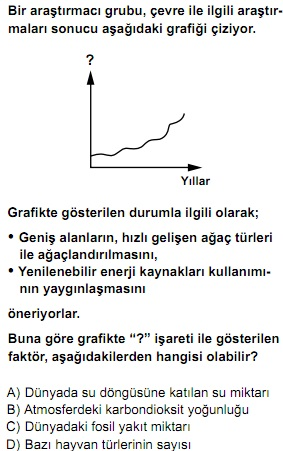 Bir araştırmacı grubu, çevre ile ilgili araştır-
maları sonucu aşağıdaki grafiği çiziyor.
?
Yıllar
Grafikte gösterilen durumla ilgili olarak;
• Geniş alanların, hızlı gelişen ağaç türleri
ile ağaçlandırılmasını,
• Yenilenebilir enerji kaynakları kullanımı-
nın yaygınlaşmasını
öneriyorlar.
Buna göre grafikte “?” işareti ile gösterilen
faktör, aşağıdakilerden hangisi olabilir?
A) Dünyada su döngüsüne katılan su miktarı
B) Atmosferdeki karbondioksit yoğunluğu
C) Dünyadaki fosil yakıt miktarı
D) Bazı hayvan türlerinin sayısı